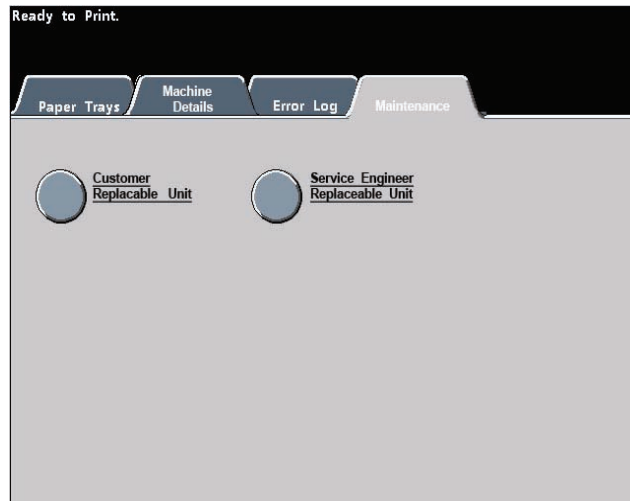 Ready to Print.
Paper Trays
Machine
Details
Error Log
Maintenance
Customer
Replacable Unit
Service Engineer
Replaceable Unit